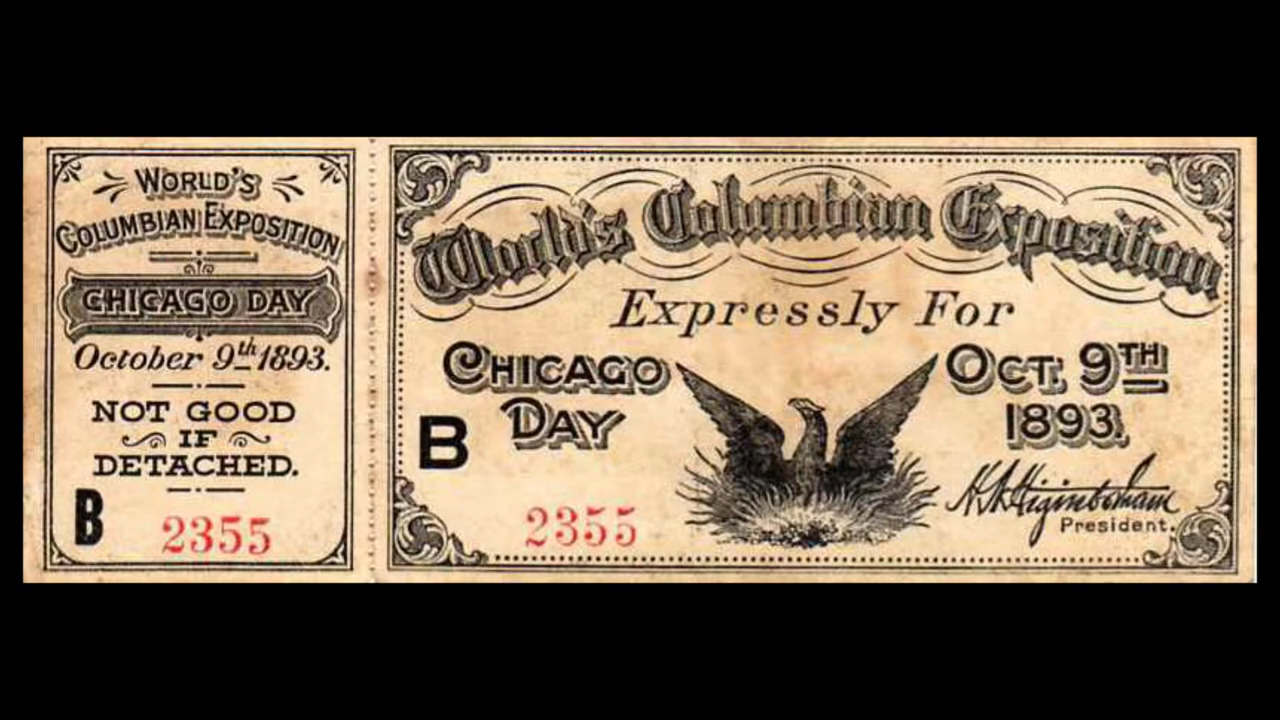 WORLD'S
COLUMBIAN EXPOSITION
CHICAGO DAY
October 9th 1893.
NOT GOOD
IF
DETACHED.
B 2355
World's Columbian Exposition
Expressly For
CHICAGO
DAY
OCT. 9TH
1893.
B
2355
H.N. Higinbotham
President.